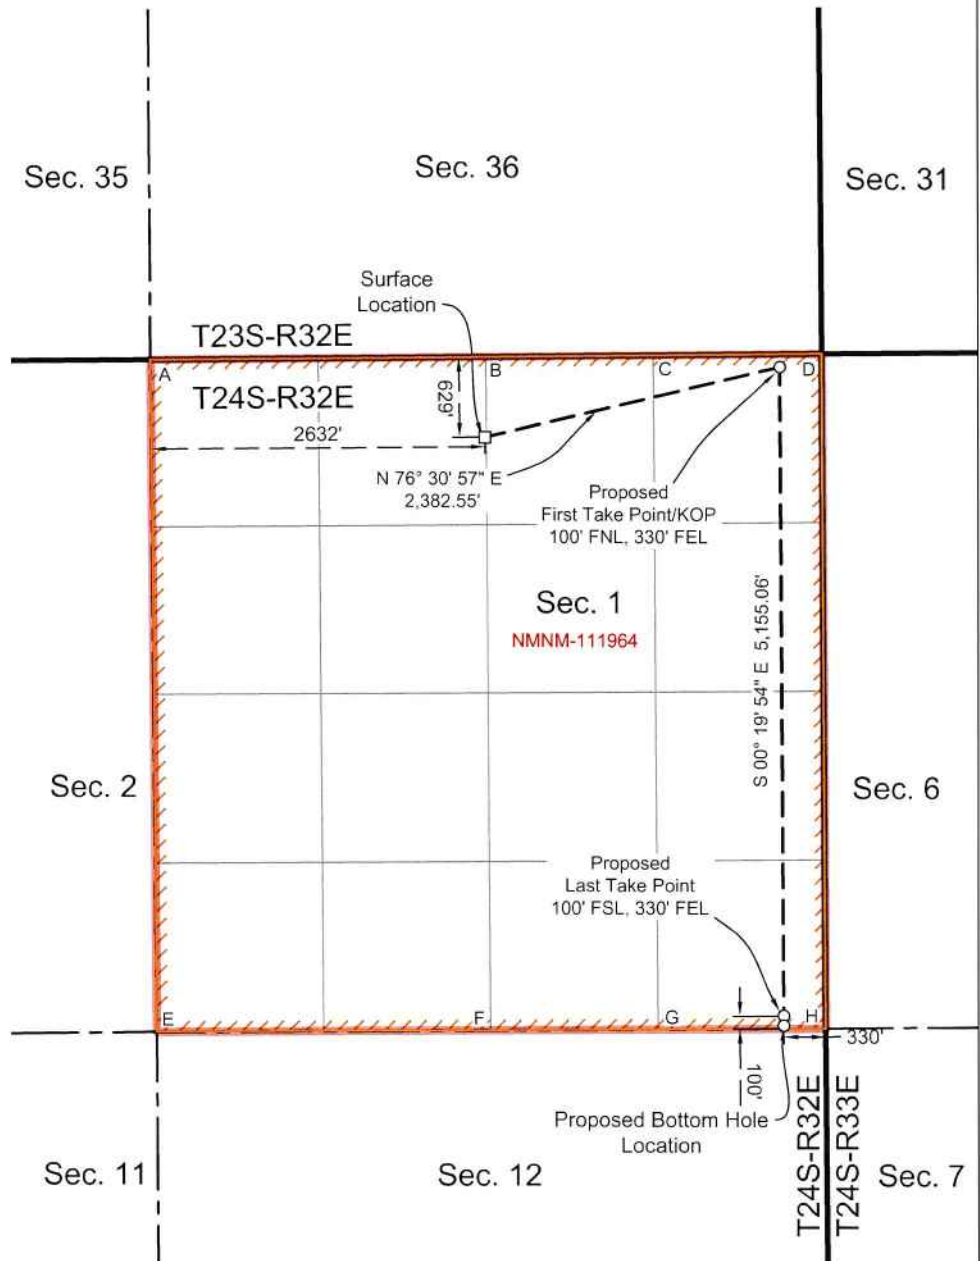 Sec. 35
Sec. 36
Sec. 31
Surface
Location
T23S-R32E
A
B
C
D
T24S-R32E
629'
2632'
N 76° 30' 57" E
2,382.55'
Proposed
First Take Point/KOP
100' FNL, 330' FEL
Sec. 1
NMNM-111964
S 00° 19' 54" E 5,155.06'
Sec. 2
Sec. 6
Proposed
Last Take Point
100' FSL, 330' FEL
E
F
G
H
330'
100'
Proposed Bottom Hole
Location
T24S-R32E
T24S-R33E
Sec. 11
Sec. 12
Sec. 7